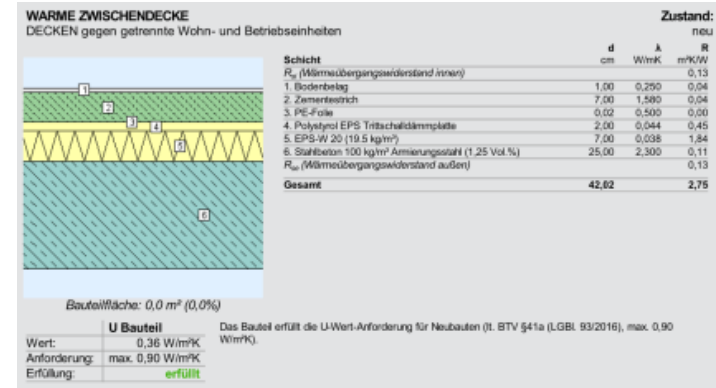 WARME ZWISCHENDECKE
Zustand:
DECKEN gegen getrennte Wohn- und Betriebseinheiten
neu
d λ R
Schicht cm W/mK m²K/W
(Wärmeübergangswiderstand innen) 0,13
1. Bodenbelag 1,00 0,250 0,04
2. Zementestrich 7,00 1,580 0,04
3. PE-Folie 0,02 0,500 0,00
4. Polystyrol EPS Trittschalldämmplatte 2,00 0,044 0,45
5. EPS-W 20 (19.5 kg/m³) 7,00 0,038 1,84
6. Stahlbeton 100 kg/m³ Armierungsstahl (1,25 Vol.%) 25,00 2,300 0,11
(Wärmeübergangswiderstand außen) 0,13
Gesamt 42,02 2,75
1
2
3
4
5
6
Bauteilfläche: 0,0 m² (0,0%)
U Bauteil
Wert: 0,36 W/m²K
Anforderung: max. 0,90 W/m²K
Erfüllung: erfüllt
Das Bauteil erfüllt die U-Wert-Anforderung für Neubauten (lt. BTV §41a (LGBl. 93/2016), max. 0,90
W/m²K).